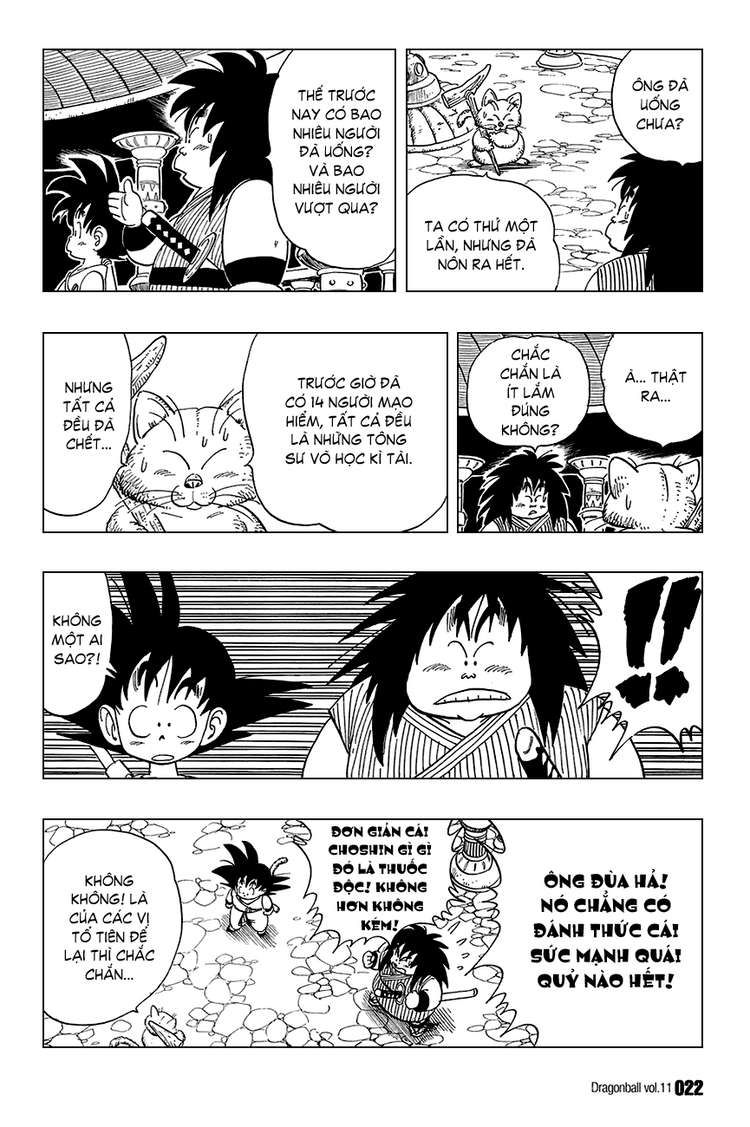 ÔNG ĐÃ
UỐNG
CHƯA?
TA CÓ THỬ MỘT
LẦN, NHƯNG ĐÃ
NÔN RA HẾT.
THẾ TRƯỚC
NAY CÓ BAO
NHIÊU NGƯỜI
ĐÃ UỐNG?
VÀ BAO
NHIÊU NGƯỜI
VƯỢT QUA?
À... THẬT
RA...
CHẮC
CHẮN LÀ
ÍT LẮM
ĐÚNG
KHÔNG?
TRƯỚC GIỜ ĐÃ
CÓ 14 NGƯỜI MẠO
HIỂM, TẤT CẢ ĐỀU
LÀ NHỮNG TÔNG
SƯ VÕ HỌC KÌ TÀI.
NHƯNG
TẤT CẢ
ĐỀU ĐÃ
CHẾT...
!!
KHÔNG
MỘT AI
SAO?!
ÔNG ĐÙA HẢ!
NÓ CHẲNG CÓ
ĐÁNH THỨC CÁI
SỨC MẠNH QUÁI
QUỶ NÀO HẾT!
ĐƠN GIẢN CÁI
CHOSHIN GÌ GÌ
ĐÓ LÀ THUỐC
ĐỘC! KHÔNG
HƠN KHÔNG
KÉM!
KHÔNG
KHÔNG! LÀ
CỦA CÁC VỊ
TỔ TIÊN ĐỂ
LẠI THÌ CHẮC
CHẮN...
Dragonball vol.11 022